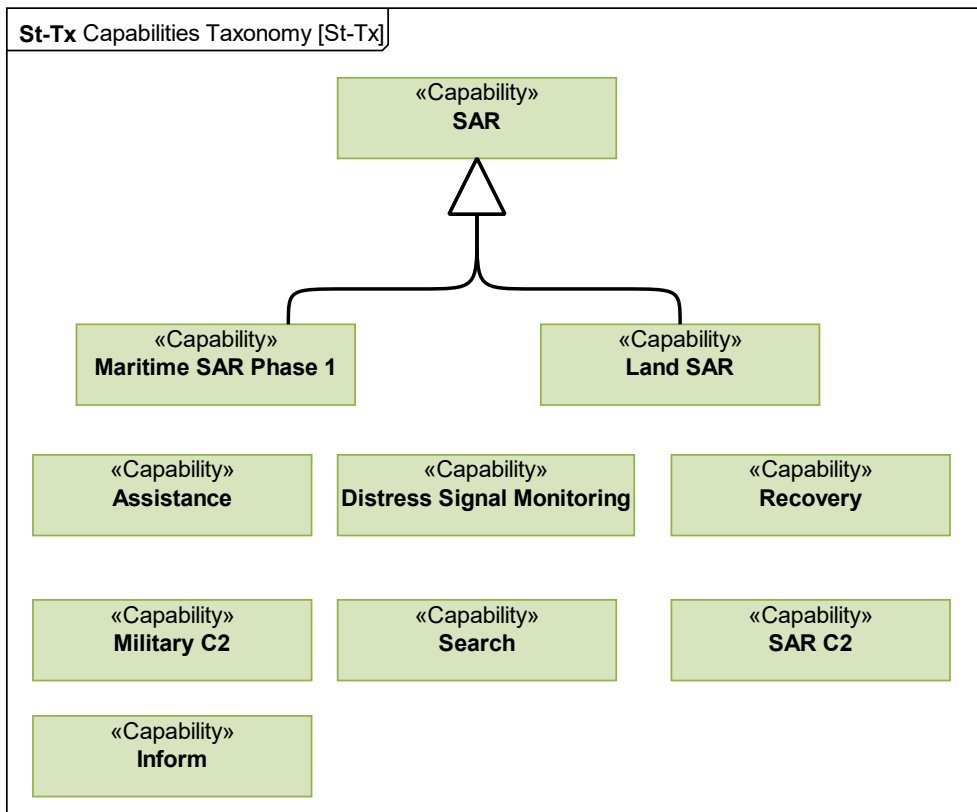 St-Tx Capabilities Taxonomy [St-Tx]
«Capability»
SAR
«Capability»
Maritime SAR Phase 1
«Capability»
Land SAR
«Capability»
Assistance
«Capability»
Distress Signal Monitoring
«Capability»
Recovery
«Capability»
Military C2
«Capability»
Search
«Capability»
SAR C2
«Capability»
Inform